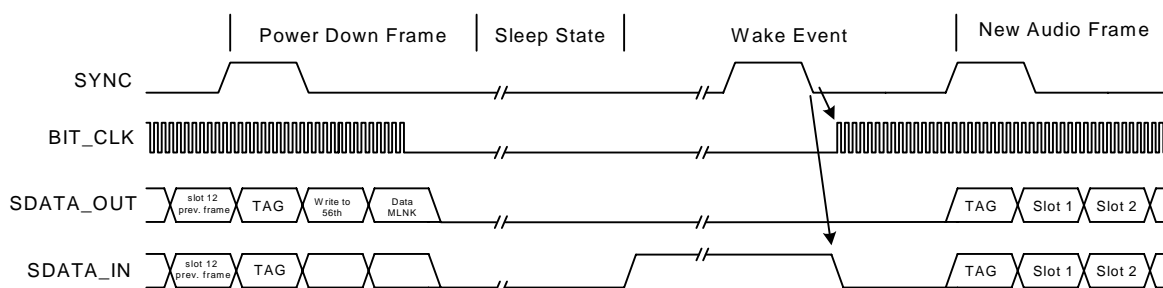 Power Down Frame
Sleep State
Wake Event
New Audio Frame
SYNC
BIT_CLK
SDATA_OUT
slot 12
prev. frame
TAG
Write to
56th
Data
MLNK
TAG
Slot 1
Slot 2
SDATA_IN
slot 12
prev. frame
TAG
TAG
Slot 1
Slot 2